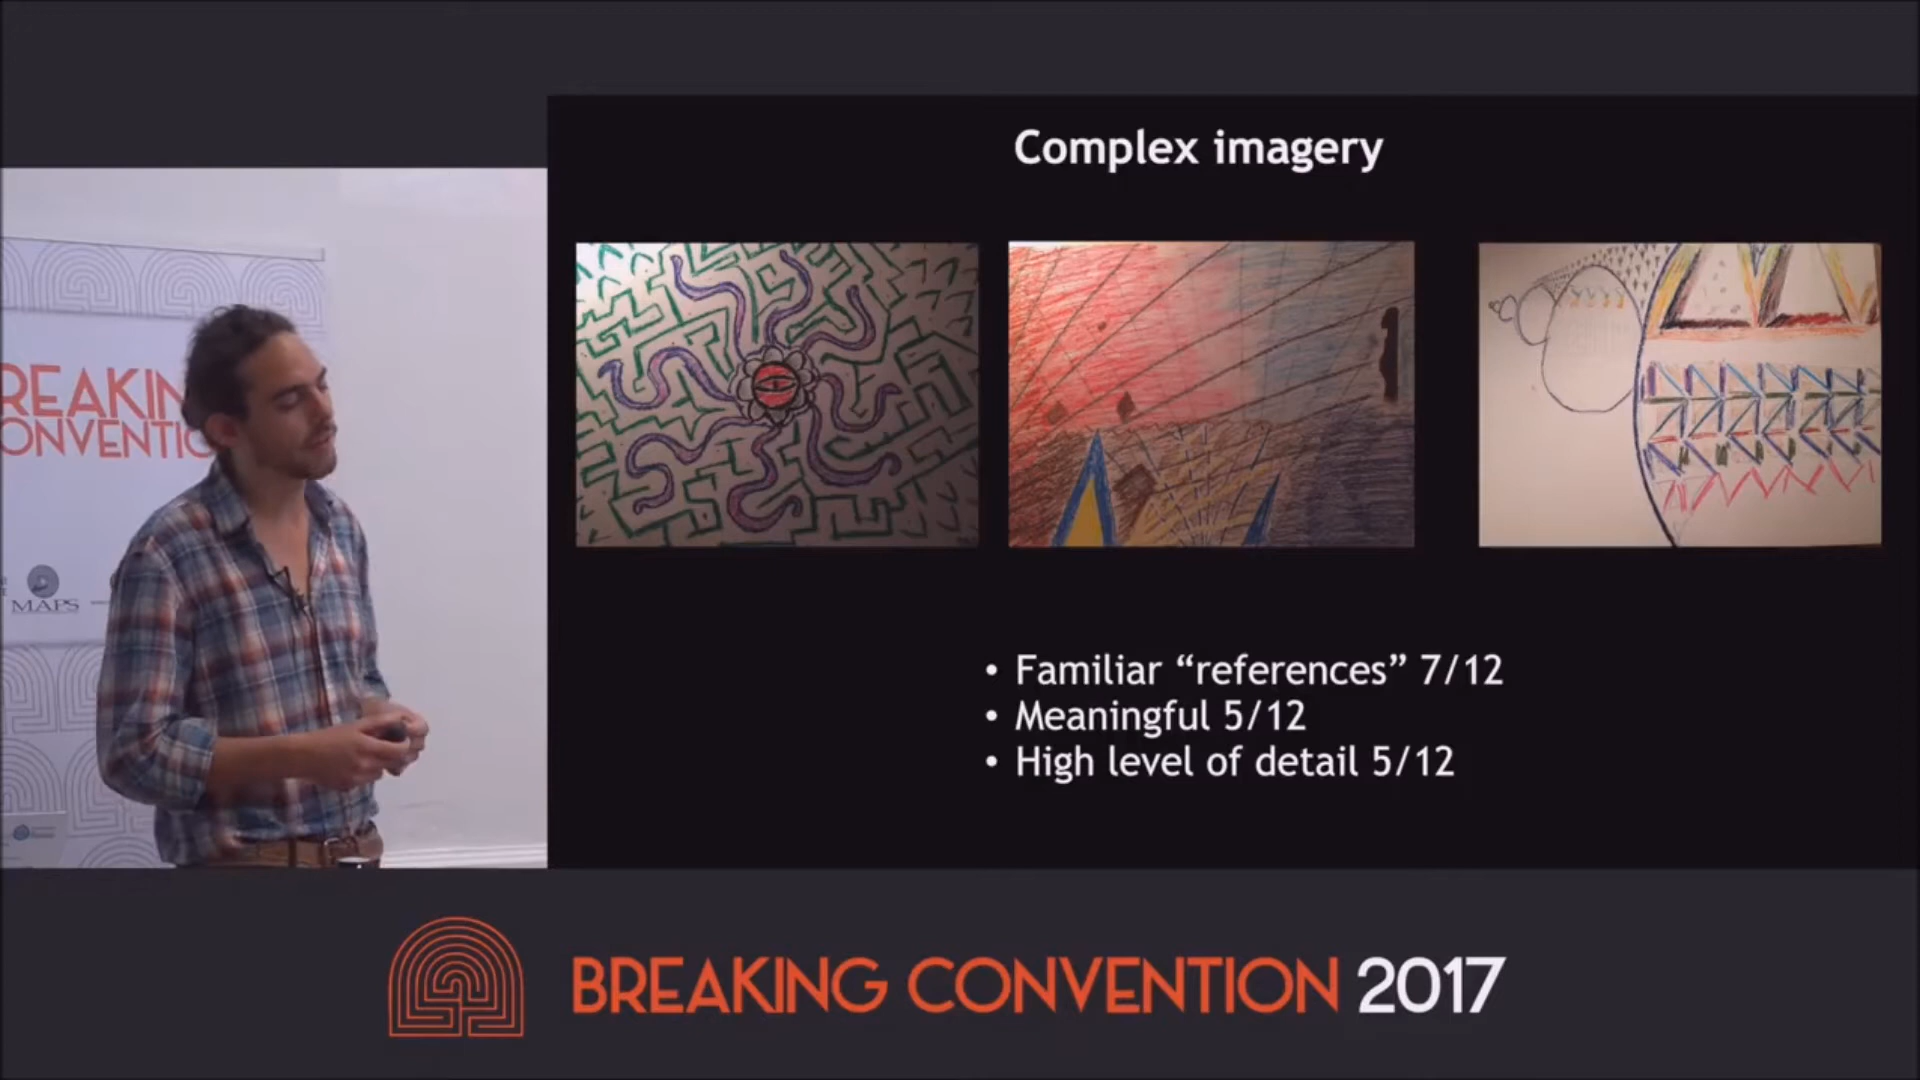 Complex imagery
REAKIN
ONVENTIO
MAPS
• Familiar “references” 7/12
• Meaningful 5/12
• High level of detail 5/12
BREAKING CONVENTION 2017